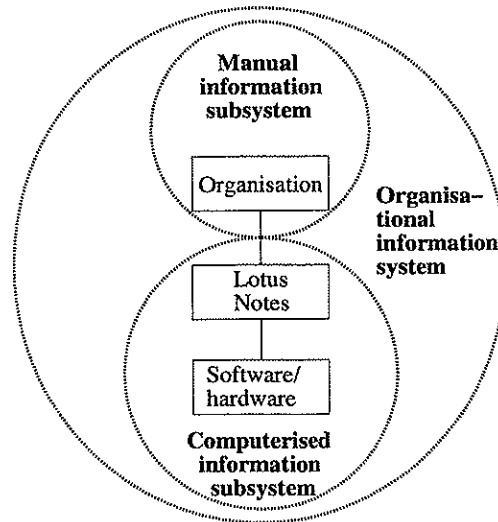 Manual
information
subsystem
Organisation
Organisa-
tional
information
system
Lotus
Notes
Software/
hardware
Computerised
information
subsystem